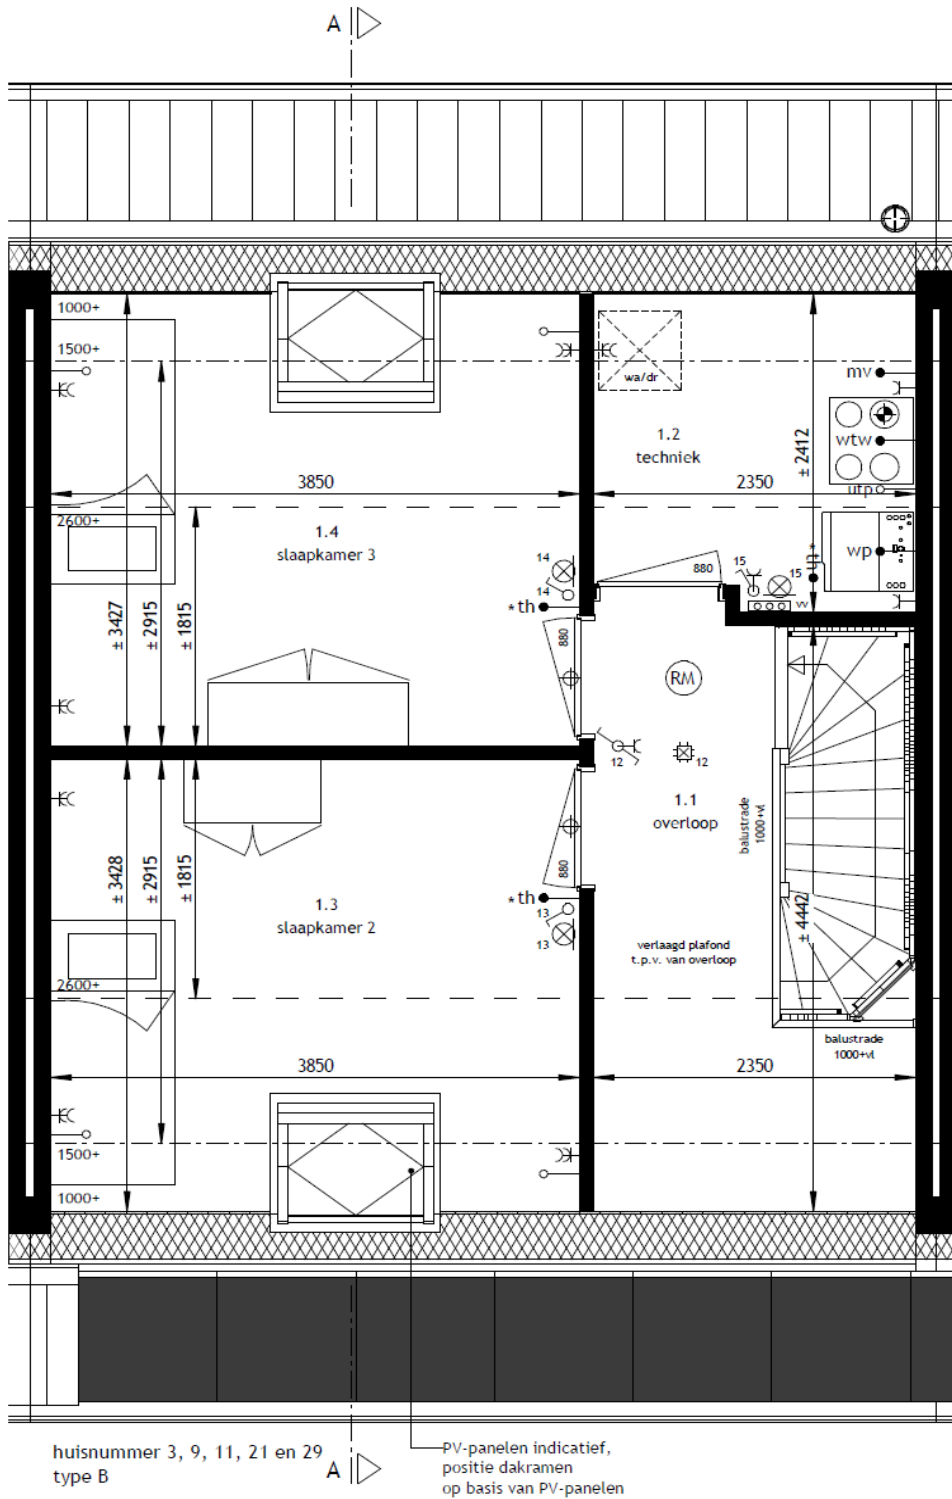 A
1000+
1500+
wa/dr
mv
1.2
techniek
wtw
± 2412
3850
2350
utp
2600+
1.4
slaapkamer 3
wp
14
14
880
15
15
*th
*th
vv
± 3427
± 2915
± 1815
880
RM
12
12
1.1
overloop
balustrade
1000+vl
± 3428
± 2915
± 1815
880
*th
1.3
slaapkamer 2
13
13
± 4442
verlaagd plafond
t.p.v. van overloop
2600+
balustrade
1000+vl
3850
2350
1500+
1000+
huisnummer 3, 9, 11, 21 en 29
type B
A
PV-panelen indicatief,
positie dakramen
op basis van PV-panelen